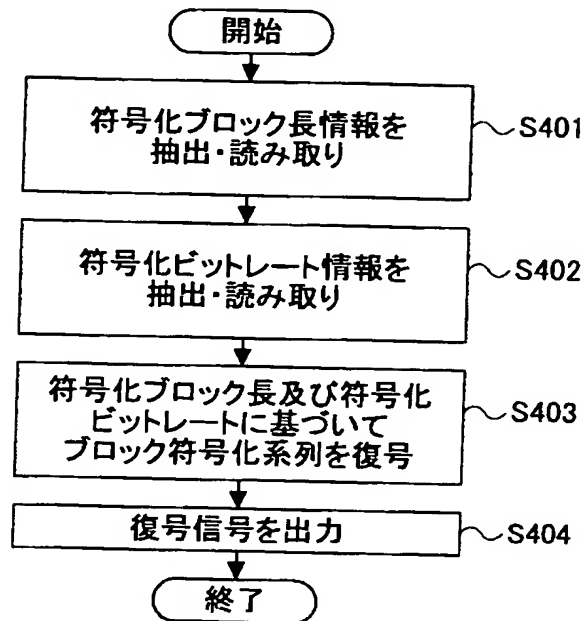 開始
符号化ブロック長情報を
抽出・読み取り
S401
符号化ビットレート情報を
抽出・読み取り
S402
符号化ブロック長及び符号化
ビットレートに基づいて
ブロック符号化系列を復号
S403
復号信号を出力
S404
終了